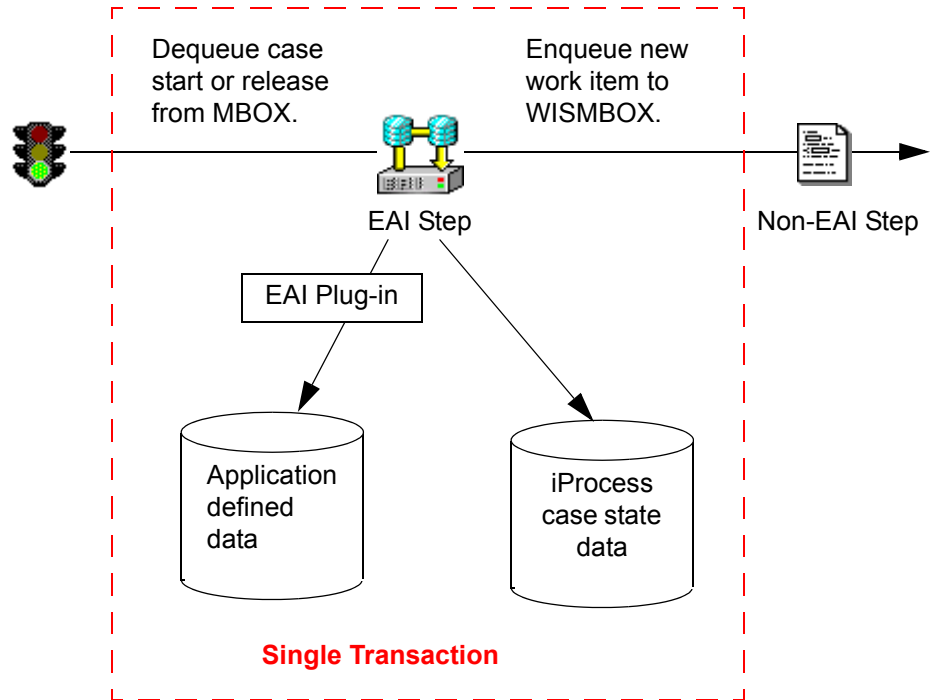 Dequeue case
start or release
from MBOX.
Enqueue new
work item to
WISMBOX.
EAI Step
Non-EAI Step
EAI Plug-in
Application
defined
data
iProcess
case state
data
Single Transaction